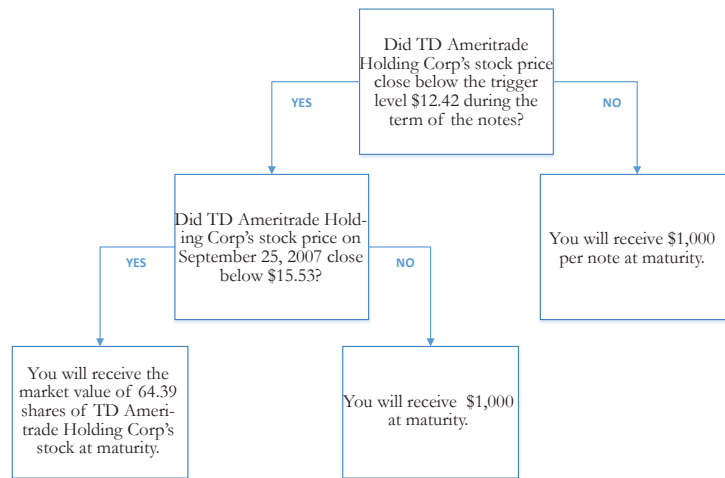 Did TD Ameritrade
Holding Corp's stock price
close below the trigger
level $12.42 during the
term of the notes?
YES
NO
Did TD Ameritrade Hold-
ing Corp's stock price on
September 25, 2007 close
below $15.53?
You will receive $1,000
per note at maturity.
YES
NO
You will receive the
market value of 64.39
shares of TD Ameri-
trade Holding Corp's
stock at maturity.
You will receive $1,000
at maturity.